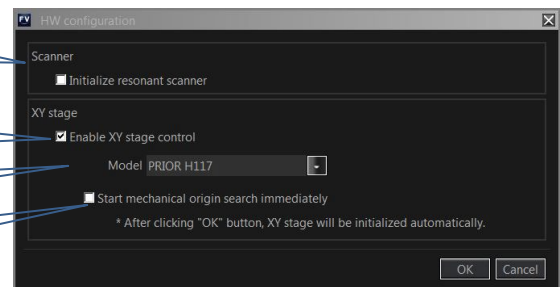 FV HW configuration
Scanner
Initialize resonant scanner
XY stage
Enable XY stage control
Model PRIOR H117
Start mechanical origin search immediately
* After clicking "OK" button, XY stage will be initialized automatically.
OK Cancel